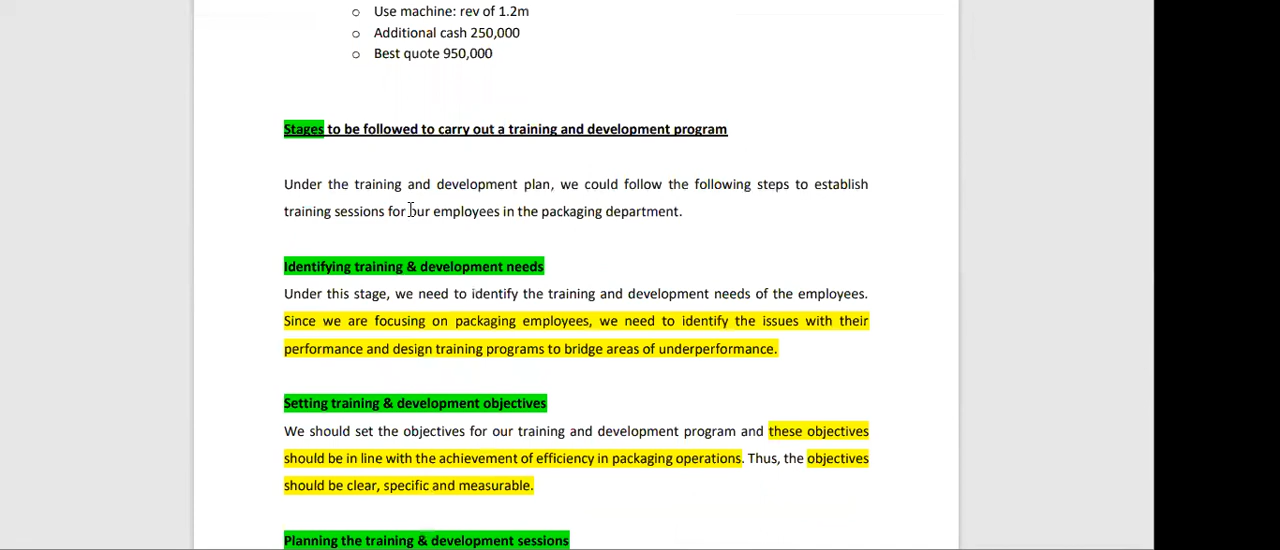 o Use machine: rev of 1.2m
o Additional cash 250,000
o Best quote 950,000
Stages to be followed to carry out a training and development program
Under the training and development plan, we could follow the following steps to establish
training sessions for our employees in the packaging department.
Identifying training & development needs
Under this stage, we need to identify the training and development needs of the employees.
Since we are focusing on packaging employees, we need to identify the issues with their
performance and design training programs to bridge areas of underperformance.
Setting training & development objectives
We should set the objectives for our training and development program and these objectives
should be in line with the achievement of efficiency in packaging operations. Thus, the objectives
should be clear, specific and measurable.
Planning the training & development sessions